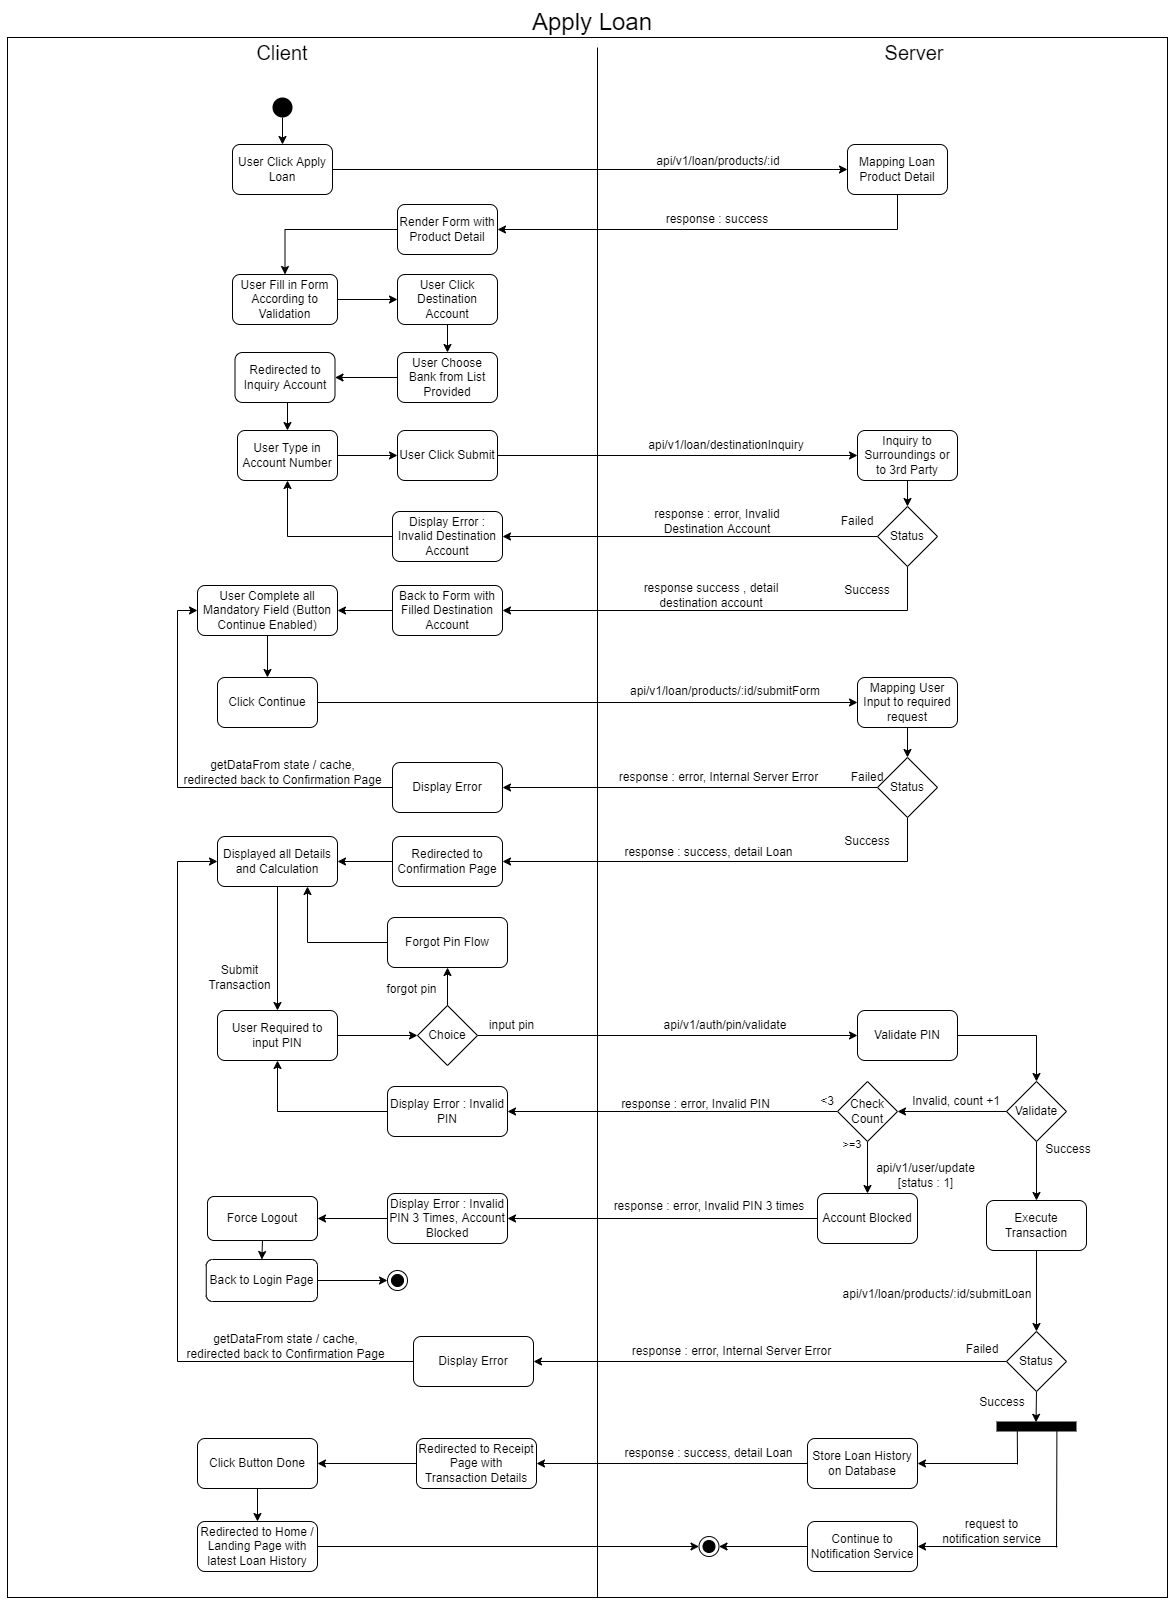 Apply Loan
Client
Server
User Click Apply
Loan
api/v1/loan/products/:id
Mapping Loan
Product Detail
Render Form with
Product Detail
response : success
User Fill in Form
According to
Validation
User Click
Destination
Account
Redirected to
Inquiry Account
User Choose
Bank from List
Provided
User Type in
Account Number
User Click Submit
api/v1/loan/destinationInquiry
Inquiry to
Surroundings or
to 3rd Party
Display Error :
Invalid Destination
Account
response : error, Invalid
Destination Account
Failed
Status
Success
User Complete all
Mandatory Field (Button
Continue Enabled)
Back to Form with
Filled Destination
Account
response success , detail
destination account
Click Continue
api/v1/loan/products/:id/submitForm
Mapping User
Input to required
request
getDataFrom state / cache,
redirected back to Confirmation Page
Display Error
response : error, Internal Server Error
Failed
Status
Success
Displayed all Details
and Calculation
Redirected to
Confirmation Page
response : success, detail Loan
Forgot Pin Flow
Submit
Transaction
forgot pin
User Required to
input PIN
Choice
input pin
api/v1/auth/pin/validate
Validate PIN
Display Error : Invalid
PIN
response : error, Invalid PIN
<3
Check
Count
Invalid, count +1
Validate
>=3
Success
api/v1/user/update
[status : 1]
Force Logout
Display Error : Invalid
PIN 3 Times, Account
Blocked
response : error, Invalid PIN 3 times
Account Blocked
Execute
Transaction
Back to Login Page
api/v1/loan/products/:id/submitLoan
getDataFrom state / cache,
redirected back to Confirmation Page
Display Error
response : error, Internal Server Error
Failed
Status
Success
Click Button Done
Redirected to Receipt
Page with
Transaction Details
response : success, detail Loan
Store Loan History
on Database
Redirected to Home /
Landing Page with
latest Loan History
Continue to
Notification Service
request to
notification service